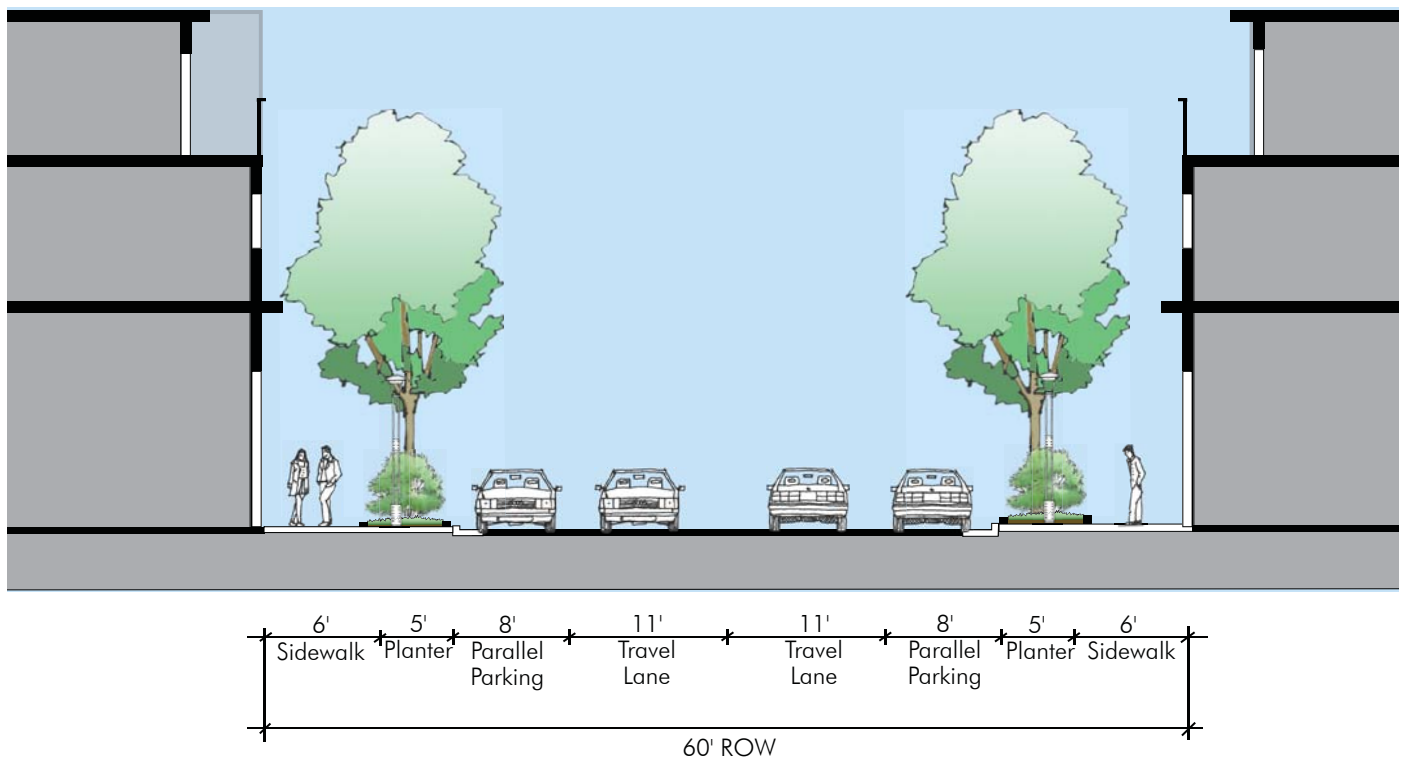 6' 5' 8' 11' 11' 8' 5' 6'
Sidewalk Planter Parallel Travel Travel Parallel Planter Sidewalk
Parking Lane Lane Parking
60' ROW